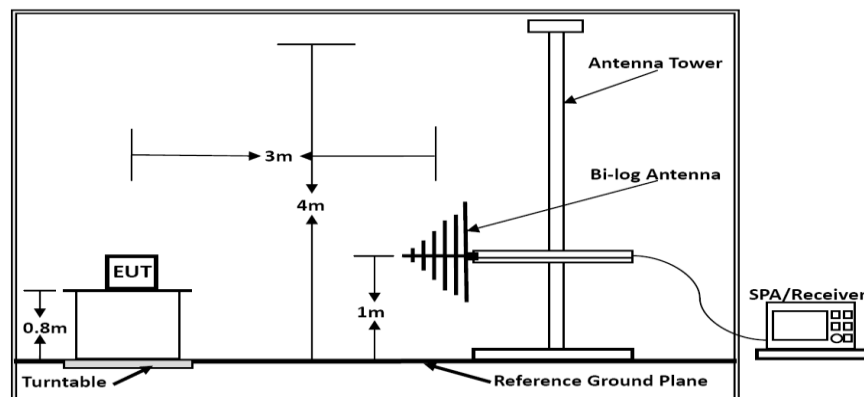 Antenna Tower
3m
Bi-log Antenna
4m
EUT
0.8m
1m
SPA/Receiver
Turntable
Reference Ground Plane